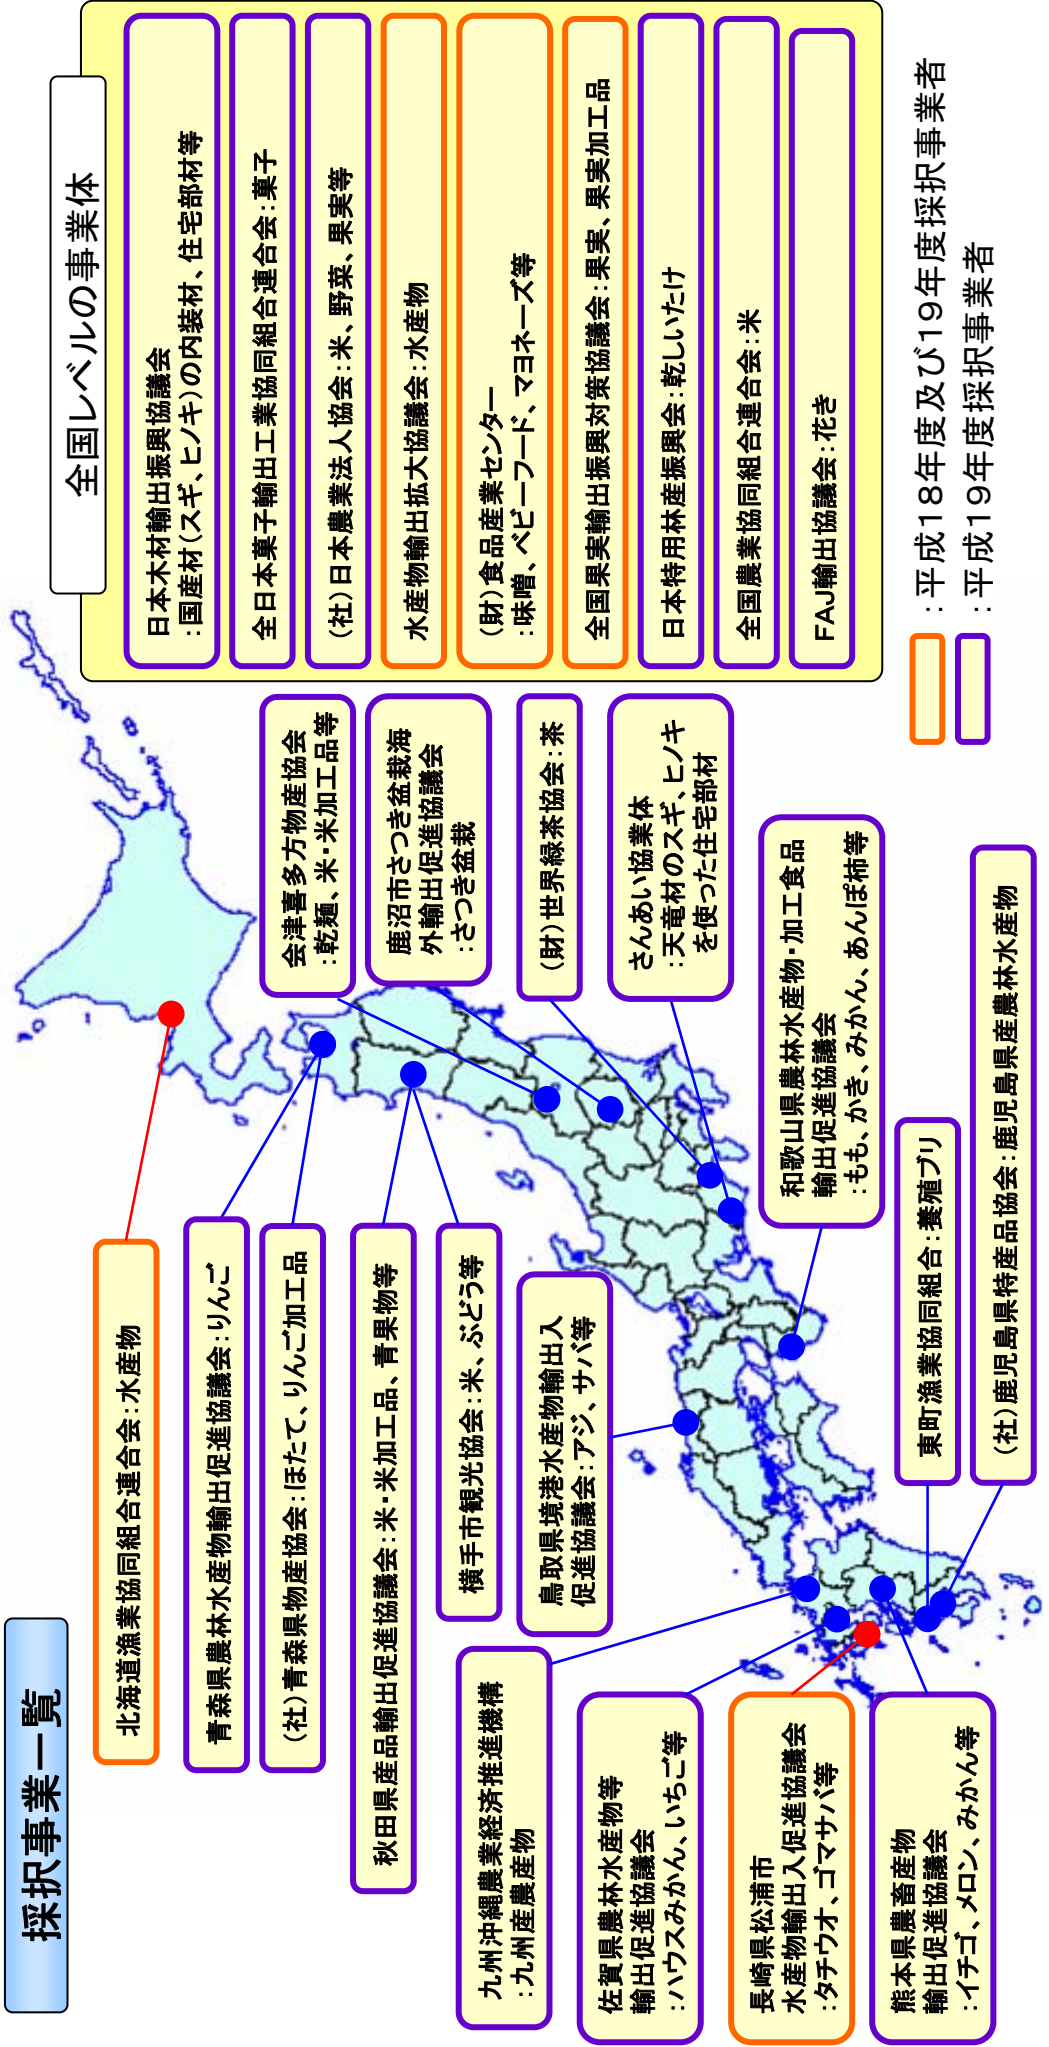 採択事業一覧
北海道漁業協同組合連合会：水産物
青森県農林水産物輸出促進協議会：りんご
（社）青森県物産協会：ほたて、りんご加工品
秋田県産品輸出促進協議会：米・米加工品、青果物等
横手市観光協会：米、ぶどう等
鳥取県境港水産物輸出入
促進協議会：アジ、サバ等
九州沖縄農業経済推進機構
：九州産農産物
佐賀県農林水産物等
輸出促進協議会
：ハウスみかん、いちご等
長崎県松浦市
水産物輸出入促進協議会
：タチウオ、ゴマサバ等
熊本県農畜産物
輸出促進協議会
：イチゴ、メロン、みかん等
会津喜多方物産協会
：乾麺、米・米加工品等
鹿沼市さつき盆栽海
外輸出促進協議会
：さつき盆栽
（財）世界緑茶協会：茶
さんあい協業体
：天竜材のスギ、ヒノキ
を使った住宅部材
和歌山県農林水産物・加工食品
輸出促進協議会
：もも、かき、みかん、あんぽ柿等
東町漁業協同組合：養殖ブリ
（社）鹿児島県特産品協会：鹿児島県産農林水産物
全国レベルの事業体
日本木材輸出振興協議会
：国産材（スギ、ヒノキ）の内装材、住宅部材等
全日本菓子輸出工業協同組合連合会：菓子
（社）日本農業法人協会：米、野菜、果実等
水産物輸出拡大協議会：水産物
（財）食品産業センター
：味噌、ベビーフード、マヨネーズ等
全国果実輸出振興対策協議会：果実、果実加工品
日本特用林産振興会：乾しいたけ
全国農業協同組合連合会：米
ＦＡＪ輸出協議会：花き
：平成１８年度及び１９年度採択事業者
：平成１９年度採択事業者